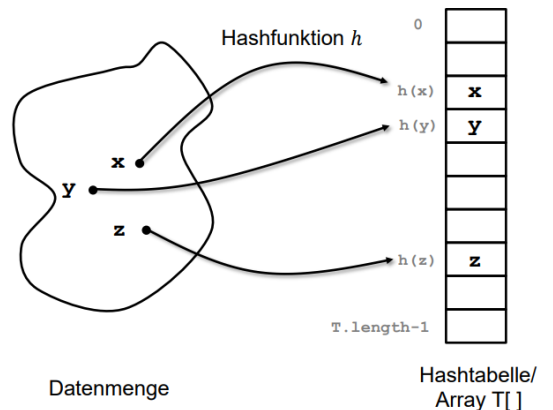 Hashfunktion h
0
h(x) x
x
h(y) y
y
z
h(z) z
T.length-1
Datenmenge
Hashtabelle/
Array T[ ]